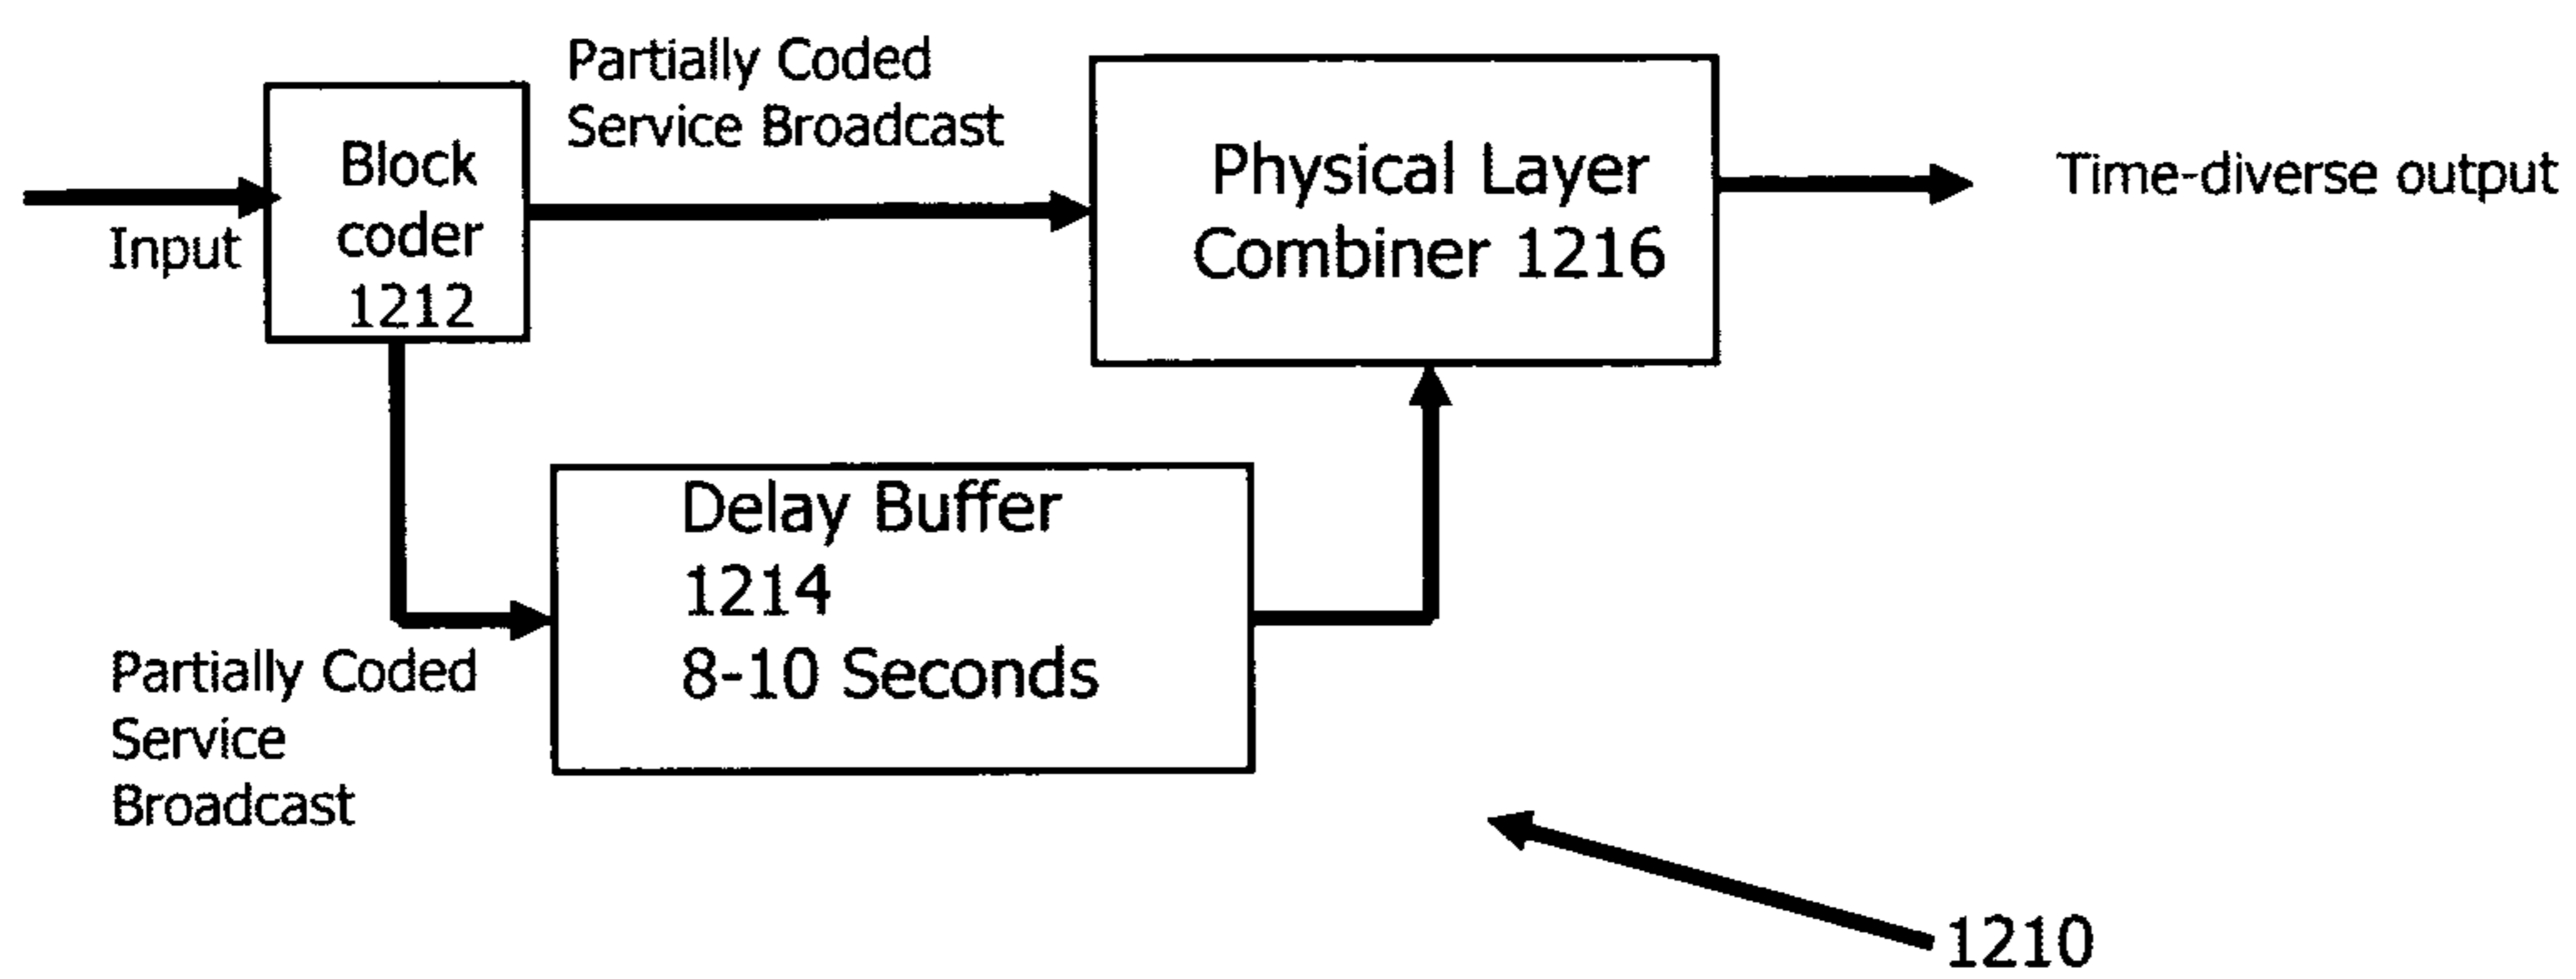 Partially Coded
Service Broadcast
Input
Block
coder
1212
Physical Layer
Combiner 1216
Time-diverse output
Delay Buffer
1214
8-10 Seconds
Partially Coded
Service
Broadcast
1210